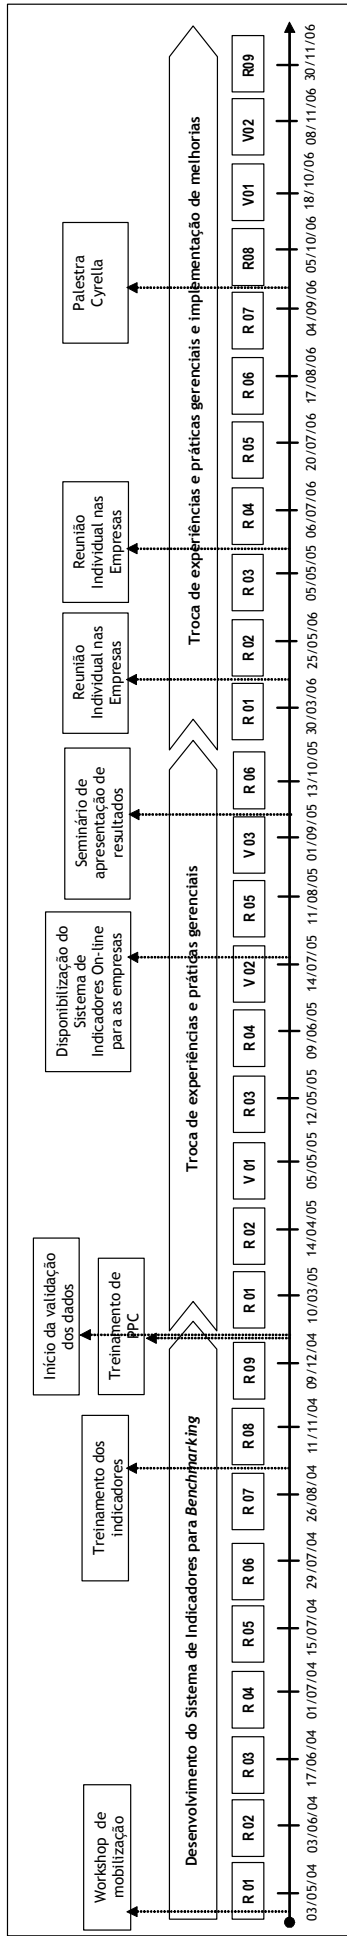 Workshop de
mobilização
Treinamento dos
indicadores
Início da validação
dos dados
Treinamento de
PPC
Disponibilização do
Sistema de
Indicadores On-line
para as empresas
Seminário de
apresentação de
resultados
Reunião
Individual nas
Empresas
Reunião
Individual nas
Empresas
Palestra
Cyrella
Desenvolvimento do Sistema de Indicadores para Benchmarking
Troca de experiências e práticas gerenciais
Troca de experiências e práticas gerenciais e implementação de melhorias
R 01
R 02
R 03
R 04
R 05
R 06
R 07
R 08
R 09
R 01
R 02
V 01
R 03
R 04
V 02
R 05
V 03
R 06
R 01
R 02
R 03
R 04
R 05
R 06
R 07
R08
V01
V02
R09
03/05/04
03/06/04
17/06/04
01/07/04
15/07/04
29/07/04
26/08/04
11/11/04
09/12/04
10/03/05
14/04/05
05/05/05
12/05/05
09/06/05
14/07/05
11/08/05
01/09/05
13/10/05
30/03/06
25/05/06
05/05/05
06/07/06
20/07/06
17/08/06
04/09/06
05/10/06
18/10/06
08/11/06
30/11/06